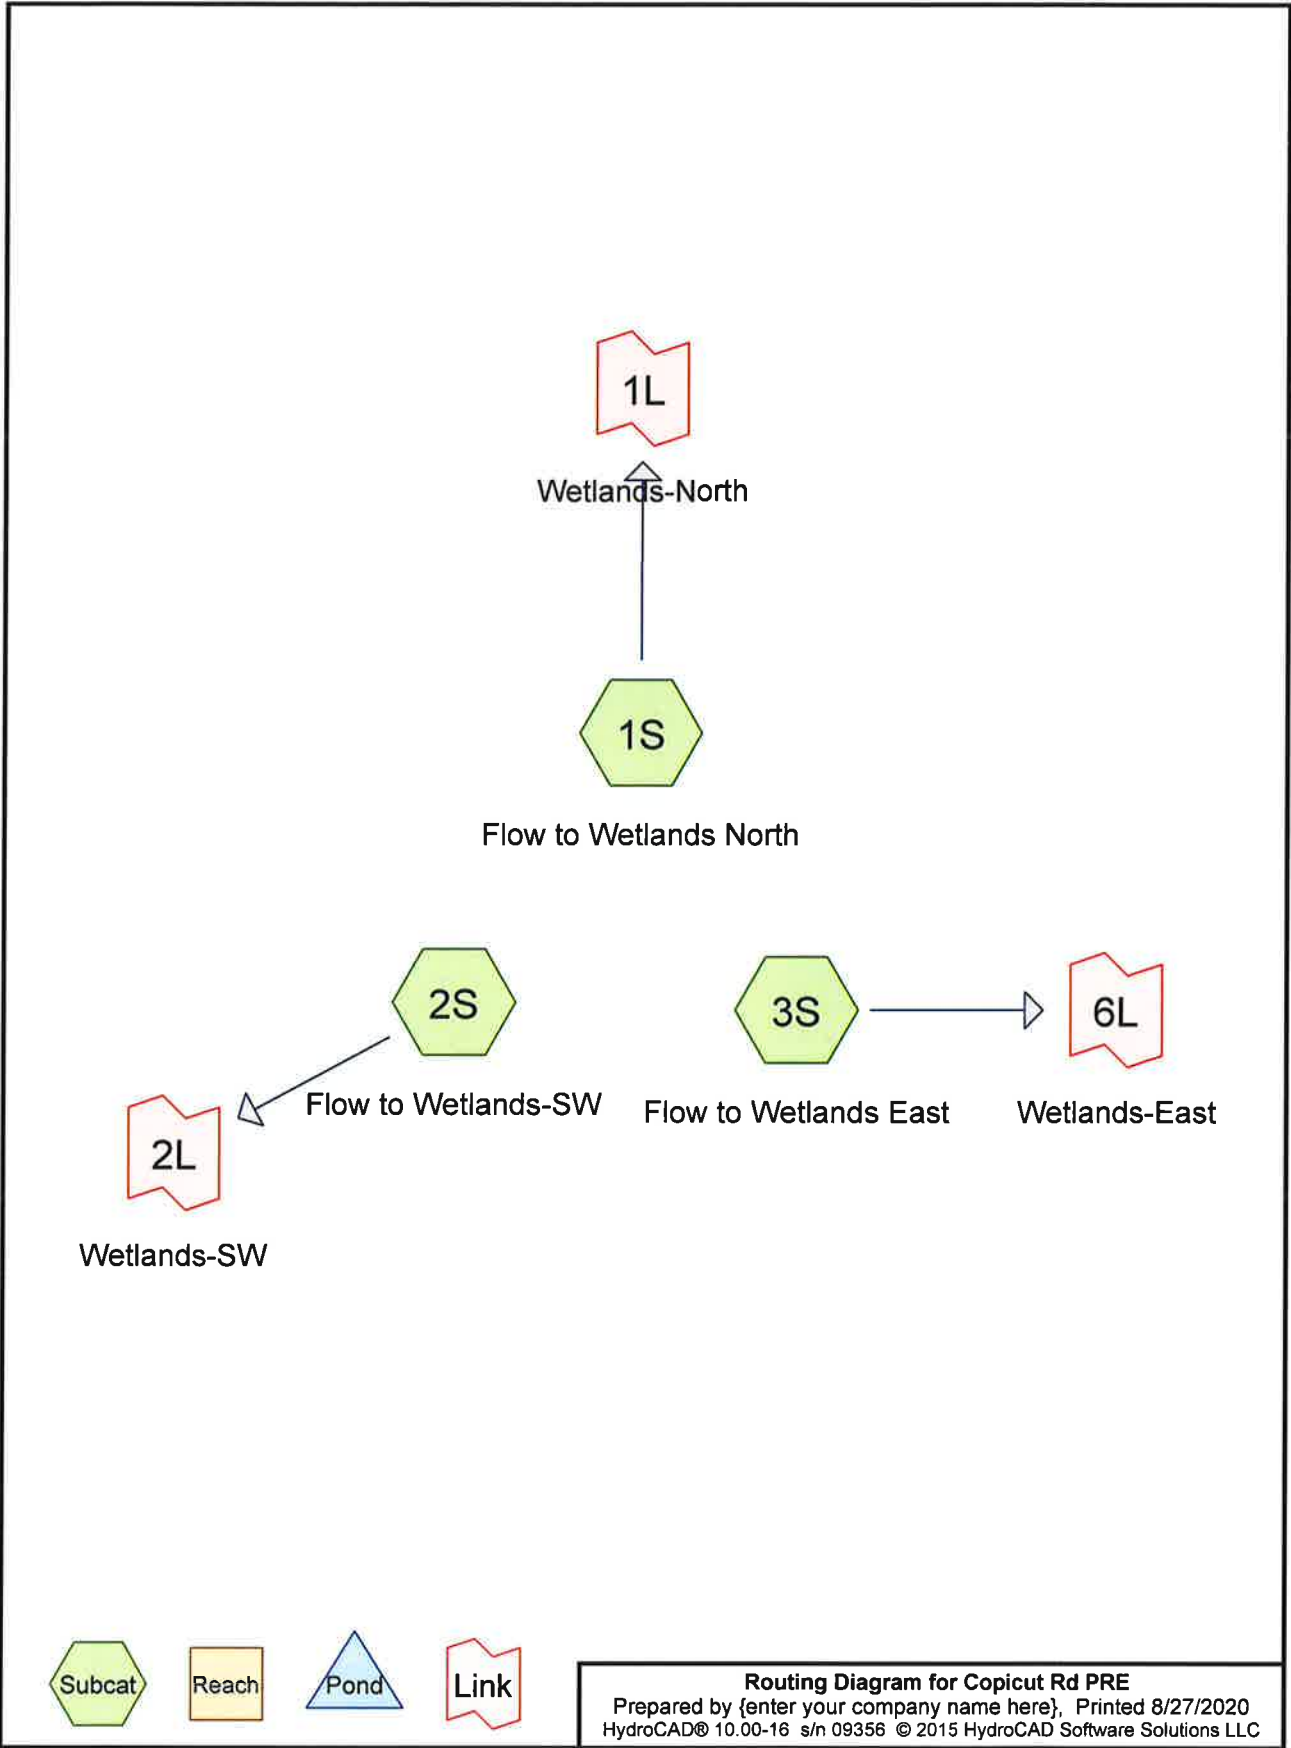 1L
Wetlands-North
1S
Flow to Wetlands North
2S
Flow to Wetlands-SW
3S
Flow to Wetlands East
6L
Wetlands-East
2L
Wetlands-SW
Subcat
Reach
Pond
Link
Routing Diagram for Copicut Rd PRE
Prepared by {enter your company name here}, Printed 8/27/2020
HydroCAD® 10.00-16 s/n 09356 © 2015 HydroCAD Software Solutions LLC